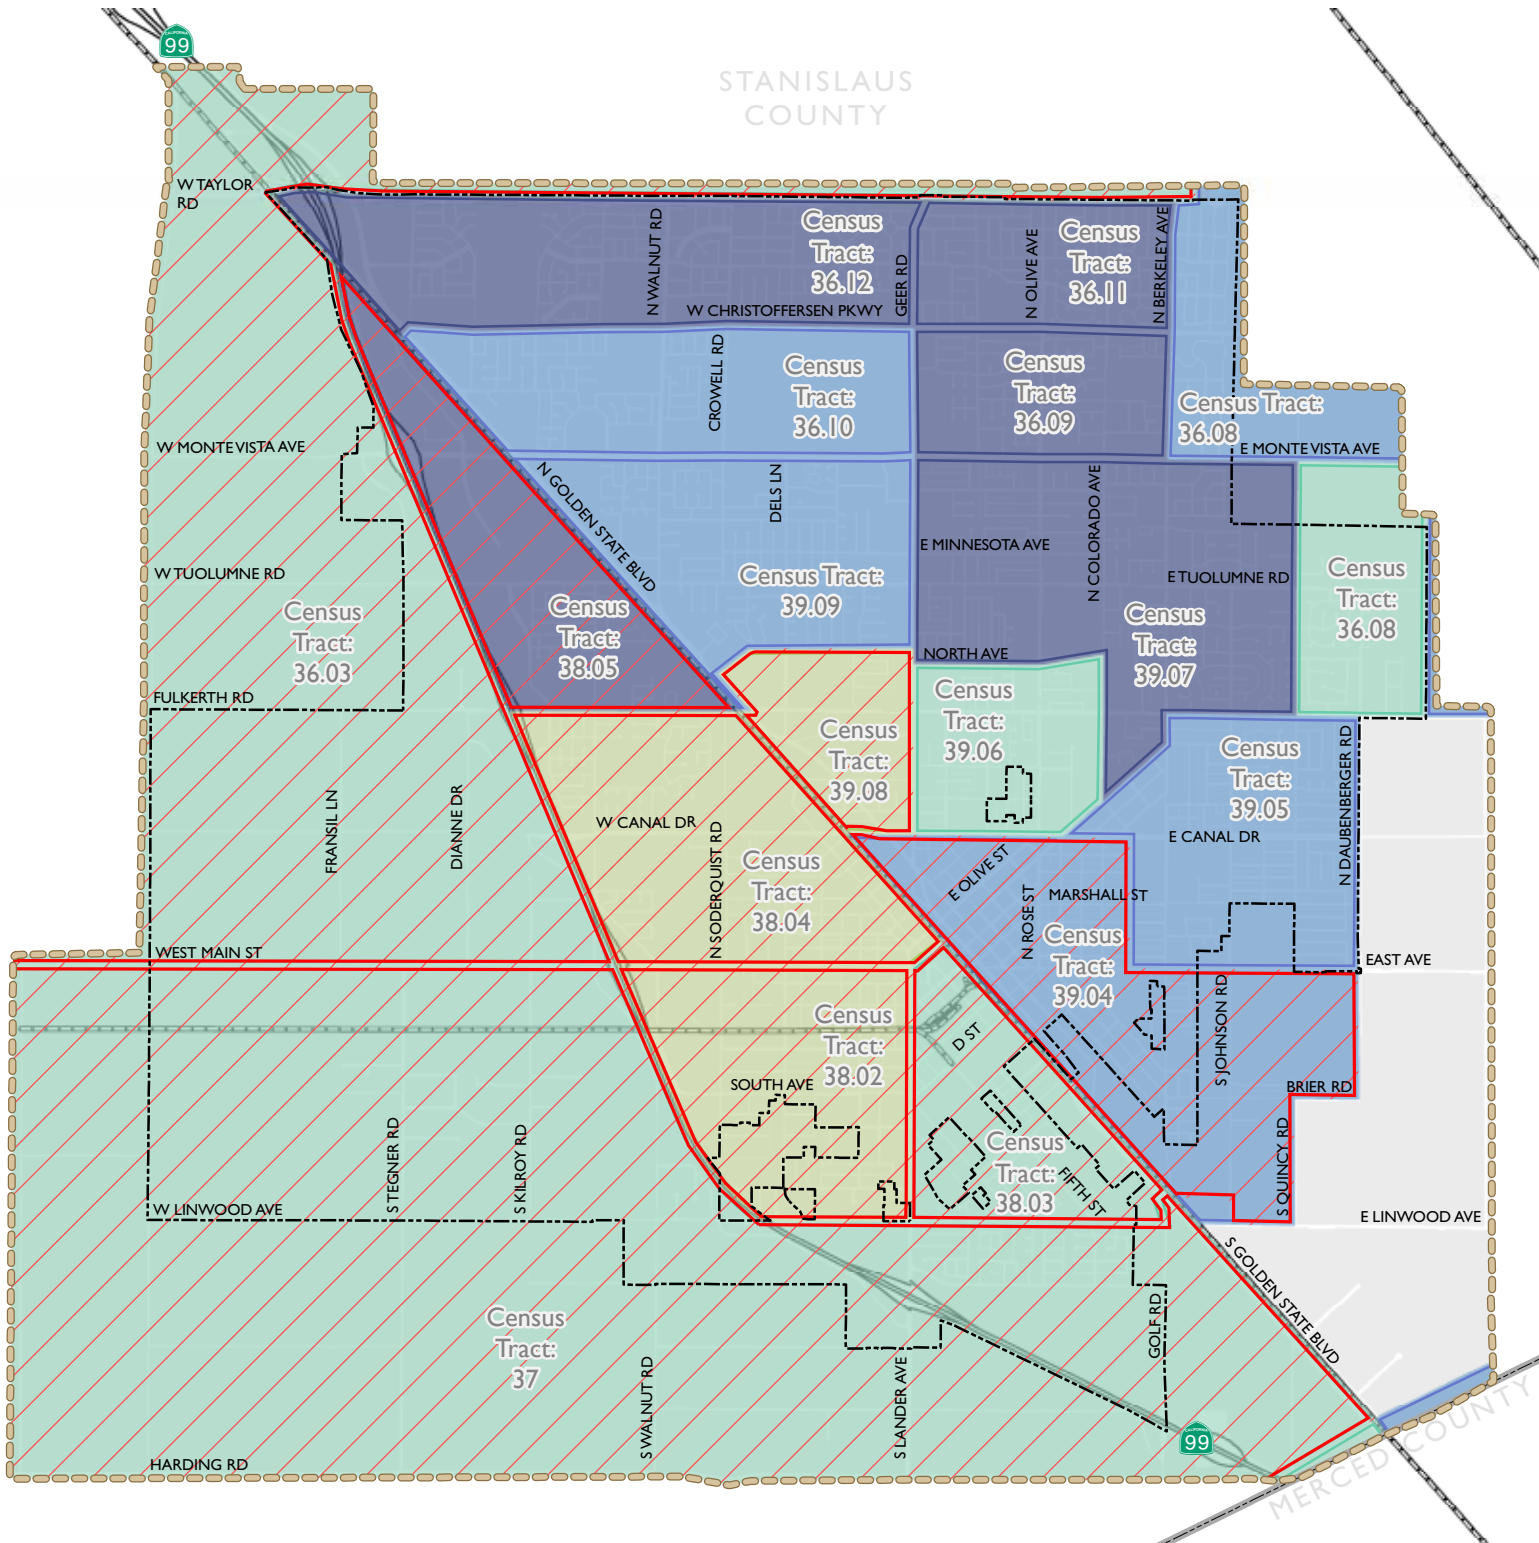 CALIFORNIA
99
STANISLAUS
COUNTY
W TAYLOR
RD
N WALNUT RD
Census
Tract:
36.12
GEER RD
N OLIVE AVE
Census
Tract:
36.11
N BERKELEY AVE
W CHRISTOFFERSEN PKWY
CROWELL RD
Census
Tract:
36.10
Census
Tract:
36.09
Census Tract:
36.08
W MONTE VISTA AVE
E MONTE VISTA AVE
N GOLDEN STATE BLVD
DELS LN
N COLORADO AVE
E MINNESOTA AVE
W TUOLUMNE RD
E TUOLUMNE RD
Census Tract:
39.09
Census
Tract:
36.08
Census
Tract:
36.03
Census
Tract:
38.05
Census
Tract:
39.07
NORTH AVE
FULKERTH RD
Census
Tract:
39.06
Census
Tract:
39.08
Census
Tract:
39.05
N DAUBENBERGER RD
FRANSIL LN
DIANNE DR
W CANAL DR
N SODERQUIST RD
E CANAL DR
Census
Tract:
38.04
E OLIVE ST
N ROSE ST
MARSHALL ST
Census
Tract:
39.04
WEST MAIN ST
EAST AVE
Census
Tract:
38.02
D ST
S JOHNSON RD
SOUTH AVE
BRIER RD
S TEGNER RD
S KILROY RD
Census
Tract:
38.03
FIFTH ST
S QUINCY RD
W LINWOOD AVE
E LINWOOD AVE
S GOLDEN STATE BLVD
Census
Tract:
37
S WALNUT RD
S LANDER AVE
GOLF RD
CALIFORNIA
99
HARDING RD
MERCED COUNTY